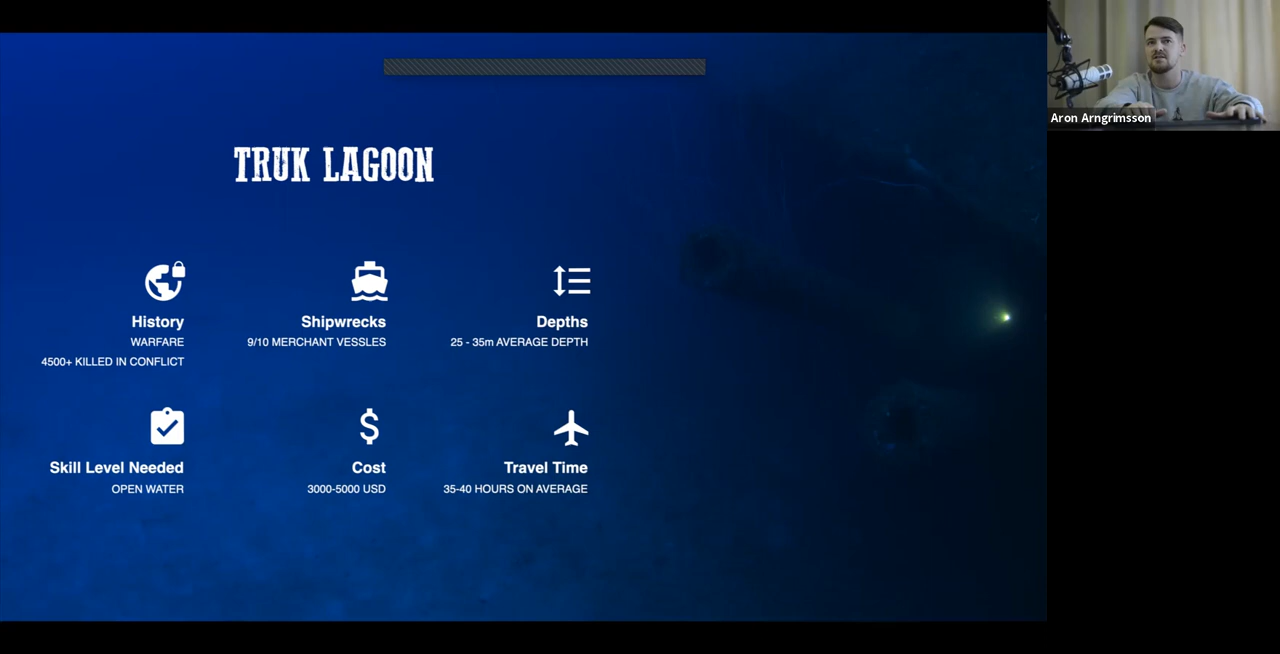 TRUK LAGOON
History
WARFARE
4500+ KILLED IN CONFLICT
Shipwrecks
9/10 MERCHANT VESSLES
Depths
25 - 35m AVERAGE DEPTH
Skill Level Needed
OPEN WATER
Cost
3000-5000 USD
Travel Time
35-40 HOURS ON AVERAGE
Aron Arngrimsson